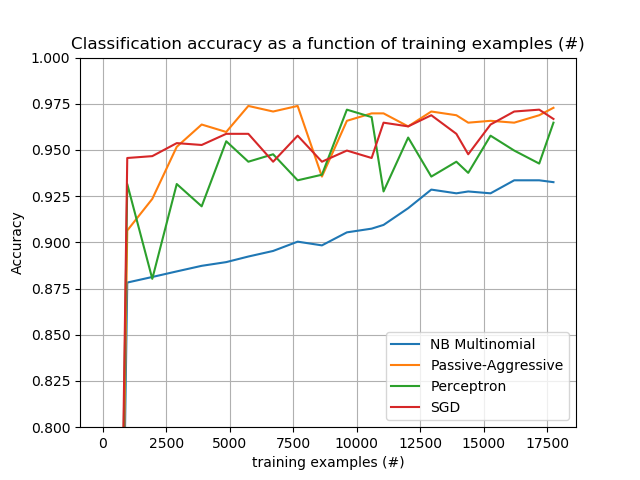 Classification accuracy as a function of training examples (#)
1.000
0.975
0.950
0.925
0.900
0.875
0.850
0.825
0.800
Accuracy
NB Multinomial
Passive-Aggressive
Perceptron
SGD
0 2500 5000 7500 10000 12500 15000 17500
training examples (#)